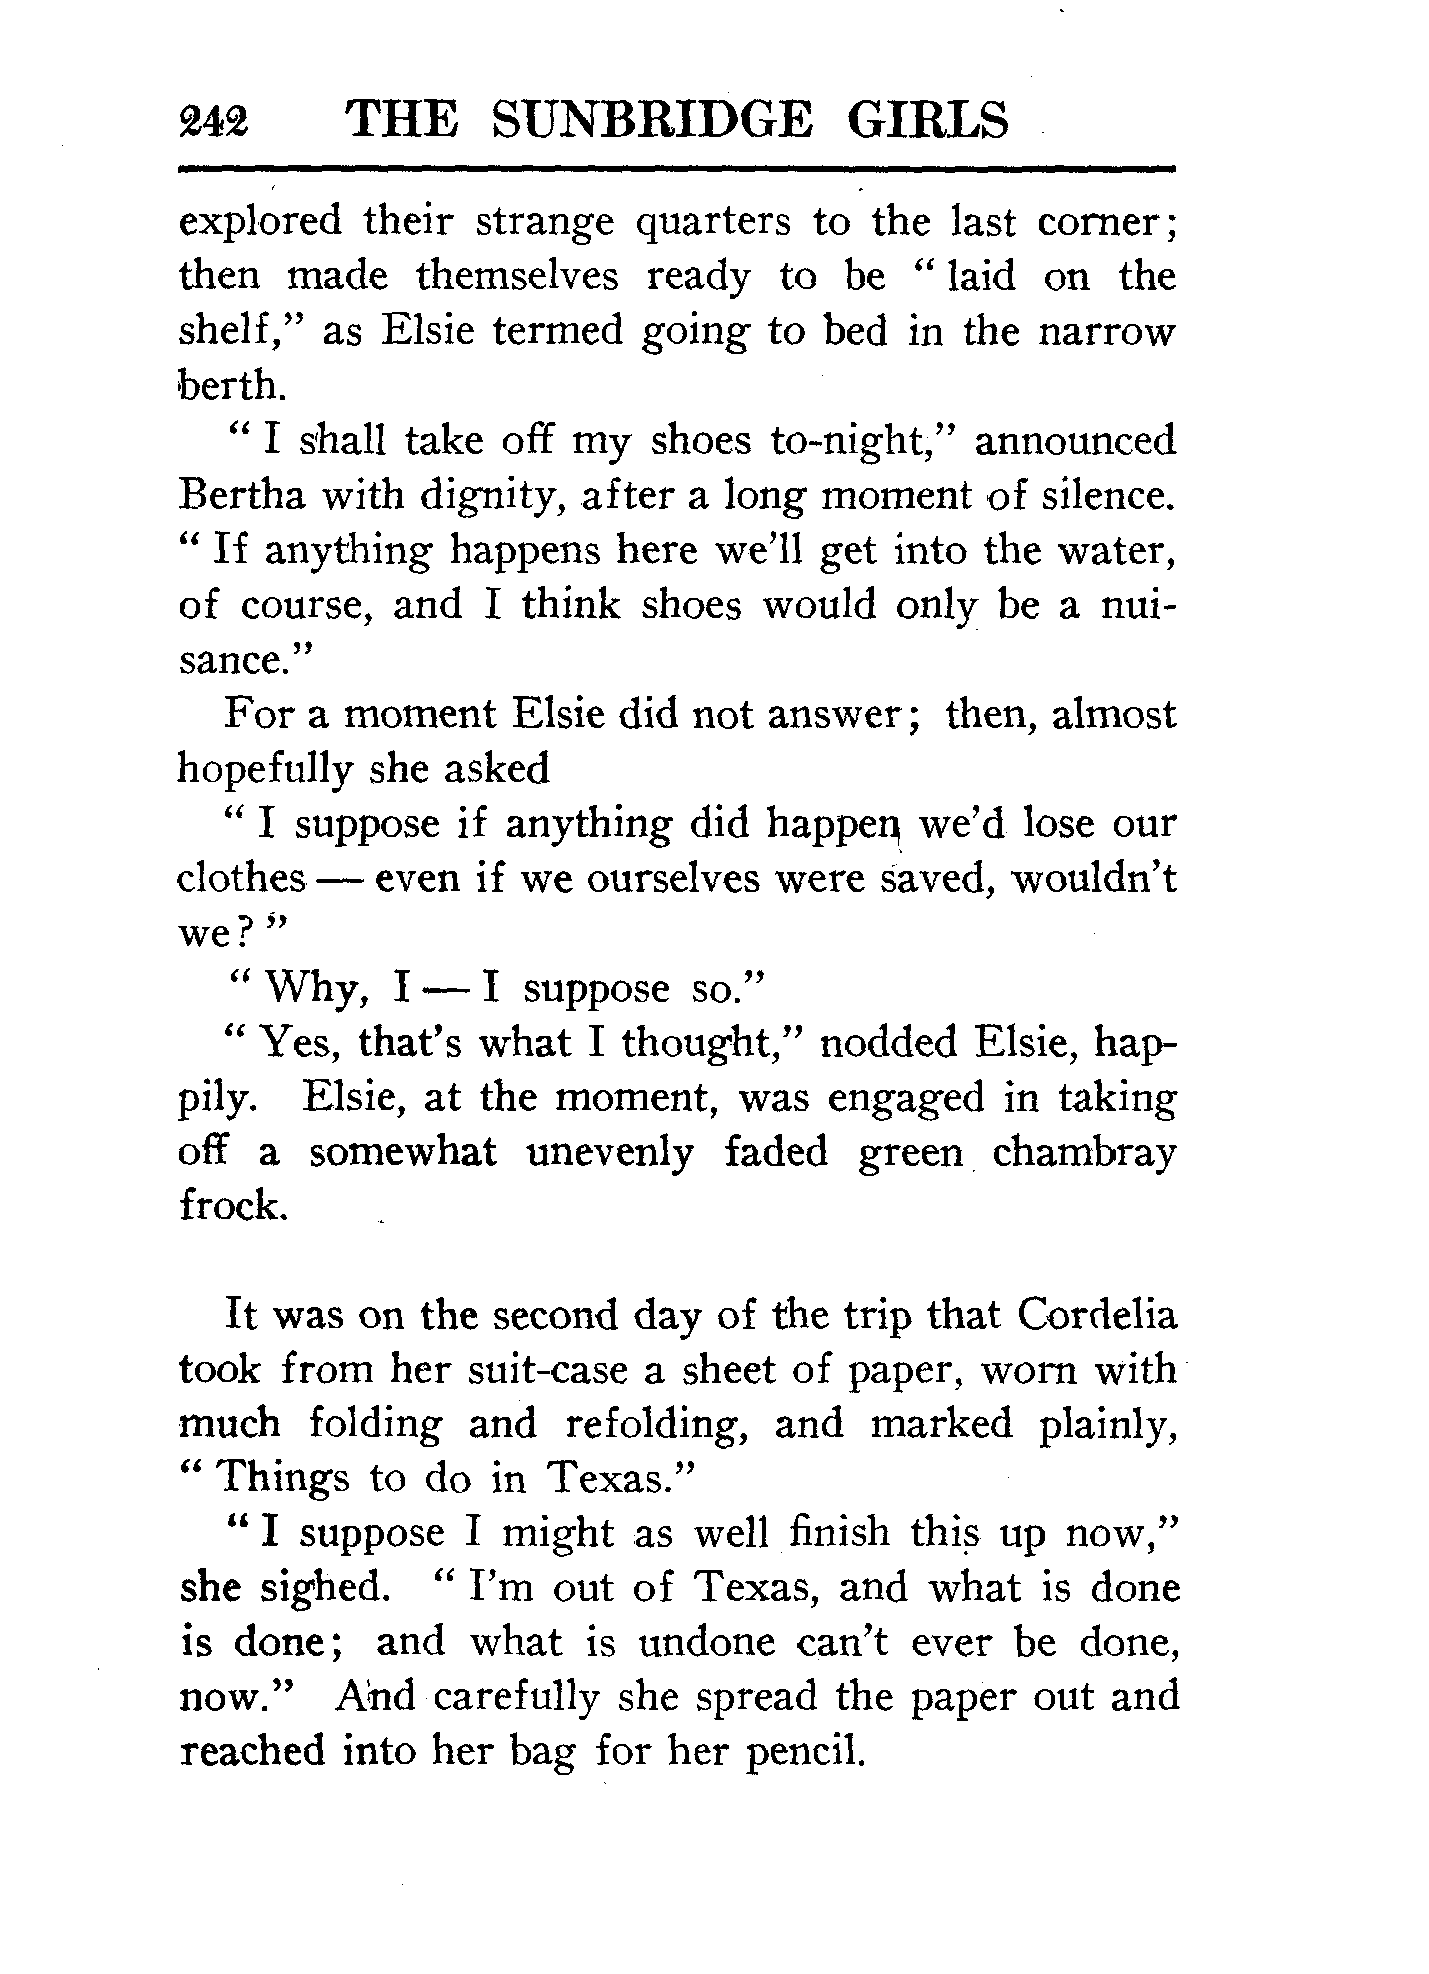 242 THE SUNBRIDGE GIRLS
explored their strange quarters to the last corner;
then made themselves ready to be " laid on the
shelf," as Elsie termed going to bed in the narrow
berth.
" I shall take off my shoes to-night," announced
Bertha with dignity, after a long moment of silence.
" If anything happens here we'll get into the water,
of course, and I think shoes would only be a nui-
sance."
For a moment Elsie did not answer; then, almost
hopefully she asked
" I suppose if anything did happen we'd lose our
clothes — even if we ourselves were saved, wouldn't
we? "
" Why, I — I suppose so."
" Yes, that's what I thought," nodded Elsie, hap-
pily. Elsie, at the moment, was engaged in taking
off a somewhat unevenly faded green chambray
frock.
It was on the second day of the trip that Cordelia
took from her suit-case a sheet of paper, worn with
much folding and refolding, and marked plainly,
" Things to do in Texas."
" I suppose I might as well finish this up now,"
she sighed. " I'm out of Texas, and what is done
is done; and what is undone can't ever be done,
now." And carefully she spread the paper out and
reached into her bag for her pencil.